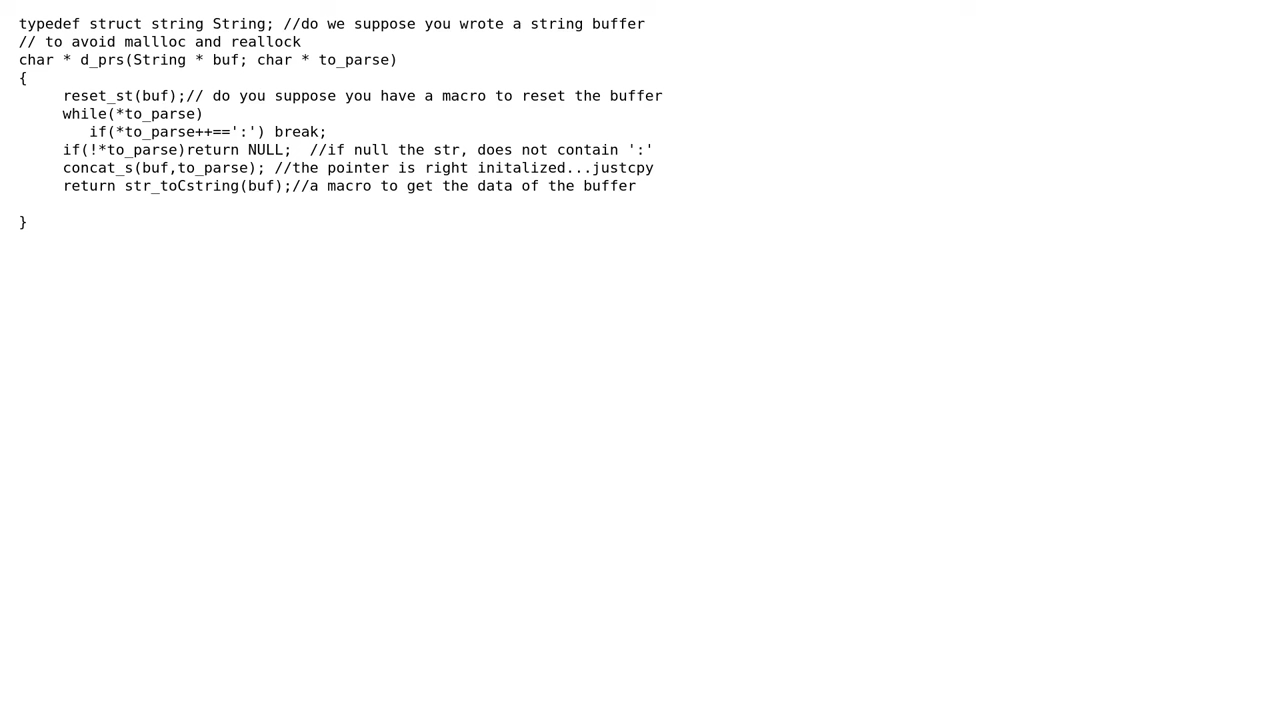 typedef struct string String; //do we suppose you wrote a string buffer
// to avoid mallloc and reallock
char * d_prs(String * buf; char * to_parse)
{
reset_st(buf);// do you suppose you have a macro to reset the buffer
while(*to_parse)
if(*to_parse++==':') break;
if(!*to_parse)return NULL;  //if null the str, does not contain ':'
concat_s(buf,to_parse); //the pointer is right initalized...justcpy
return str_toCstring(buf);//a macro to get the data of the buffer
}